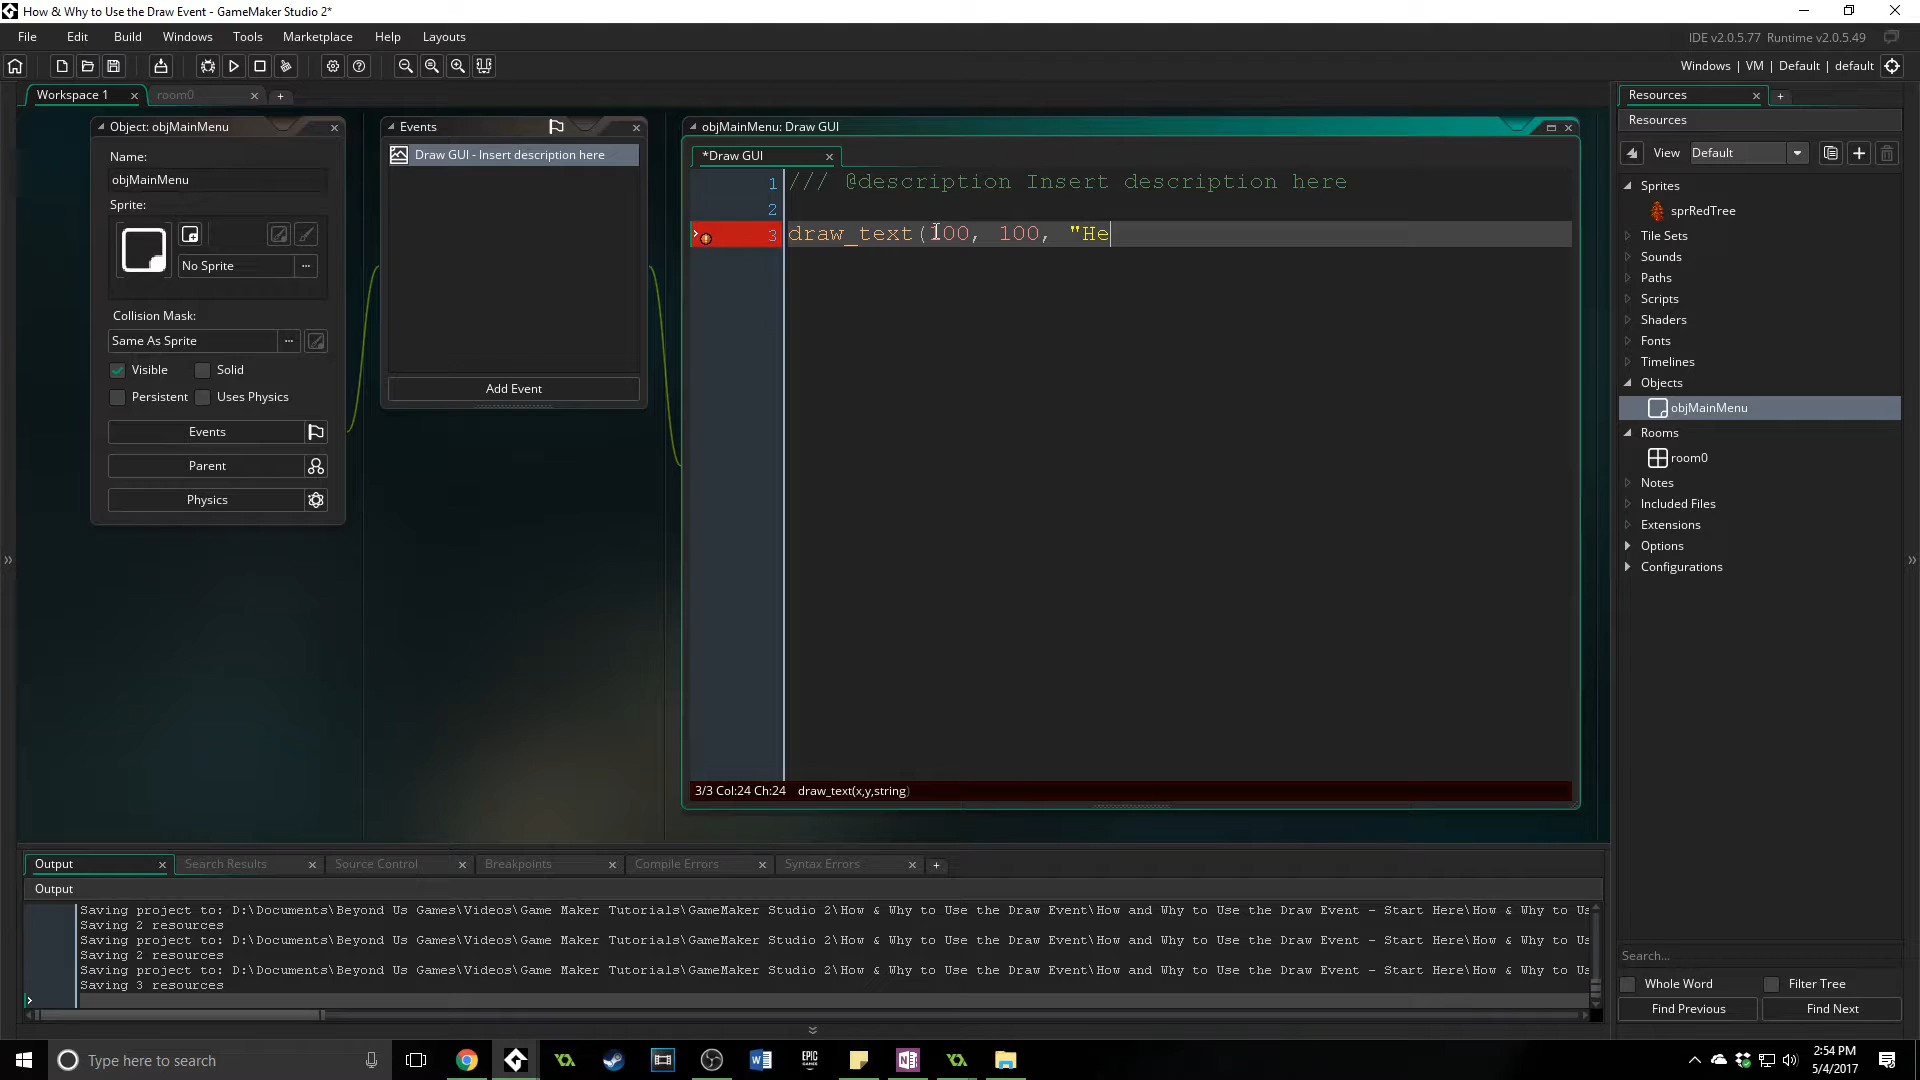 How & Why to Use the Draw Event - GameMaker Studio 2*
File Edit Build Windows Tools Marketplace Help Layouts
IDE v2.0.5.77 Runtime v2.0.5.49
Windows | VM | Default | default
Workspace 1
room0
Object: objMainMenu
Name:
objMainMenu
Sprite:
No Sprite
Collision Mask:
Same As Sprite
Visible
Solid
Persistent
Uses Physics
Events
Parent
Physics
Events
Draw GUI - Insert description here
Add Event
objMainMenu: Draw GUI
*Draw GUI
1 /// @description Insert description here
2
3 draw_text(100, 100, "He
3/3 Col:24 Ch:24 draw_text(x,y,string)
Resources
Resources
View Default
Sprites
sprRedTree
Tile Sets
Sounds
Paths
Scripts
Shaders
Fonts
Timelines
Objects
objMainMenu
Rooms
room0
Notes
Included Files
Extensions
Options
Configurations
Search...
Whole Word
Filter Tree
Find Previous
Find Next
Output
Search Results
Source Control
Breakpoints
Compile Errors
Syntax Errors
Output
Saving project to: D:\Documents\Beyond Us Games\Videos\Game Maker Tutorials\GameMaker Studio 2\How & Why to Use the Draw Event\How and Why to Use the Draw Event - Start Here\How & Why to Us
Saving 2 resources
Saving project to: D:\Documents\Beyond Us Games\Videos\Game Maker Tutorials\GameMaker Studio 2\How & Why to Use the Draw Event\How and Why to Use the Draw Event - Start Here\How & Why to Us
Saving 2 resources
Saving project to: D:\Documents\Beyond Us Games\Videos\Game Maker Tutorials\GameMaker Studio 2\How & Why to Use the Draw Event\How and Why to Use the Draw Event - Start Here\How & Why to Us
Saving 3 resources
Type here to search
EPIC GAMES
2:54 PM
5/4/2017